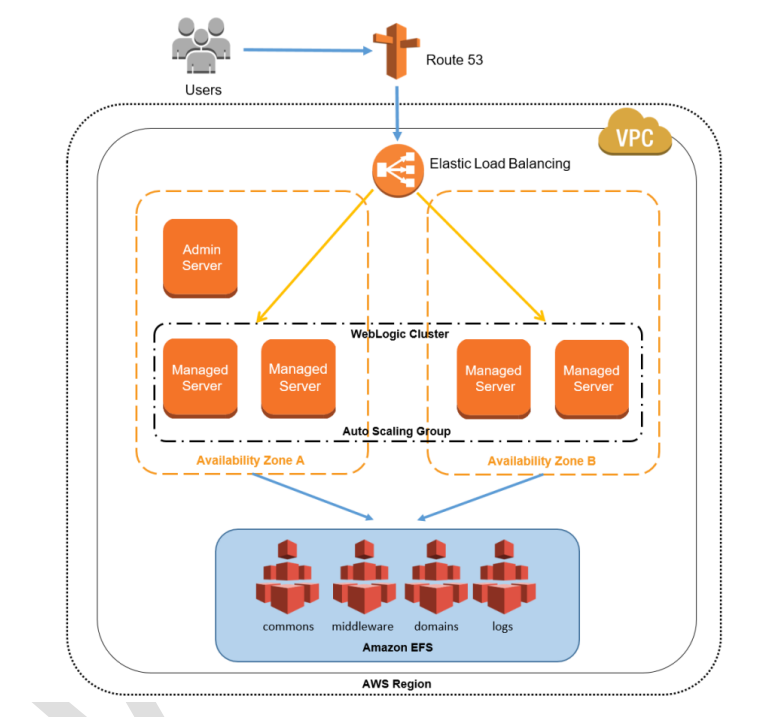 Users
Route 53
VPC
Elastic Load Balancing
Admin
Server
WebLogic Cluster
Managed
Server
Managed
Server
Managed
Server
Managed
Server
Auto Scaling Group
Availability Zone A
Availability Zone B
commons
middleware
domains
logs
Amazon EFS
AWS Region